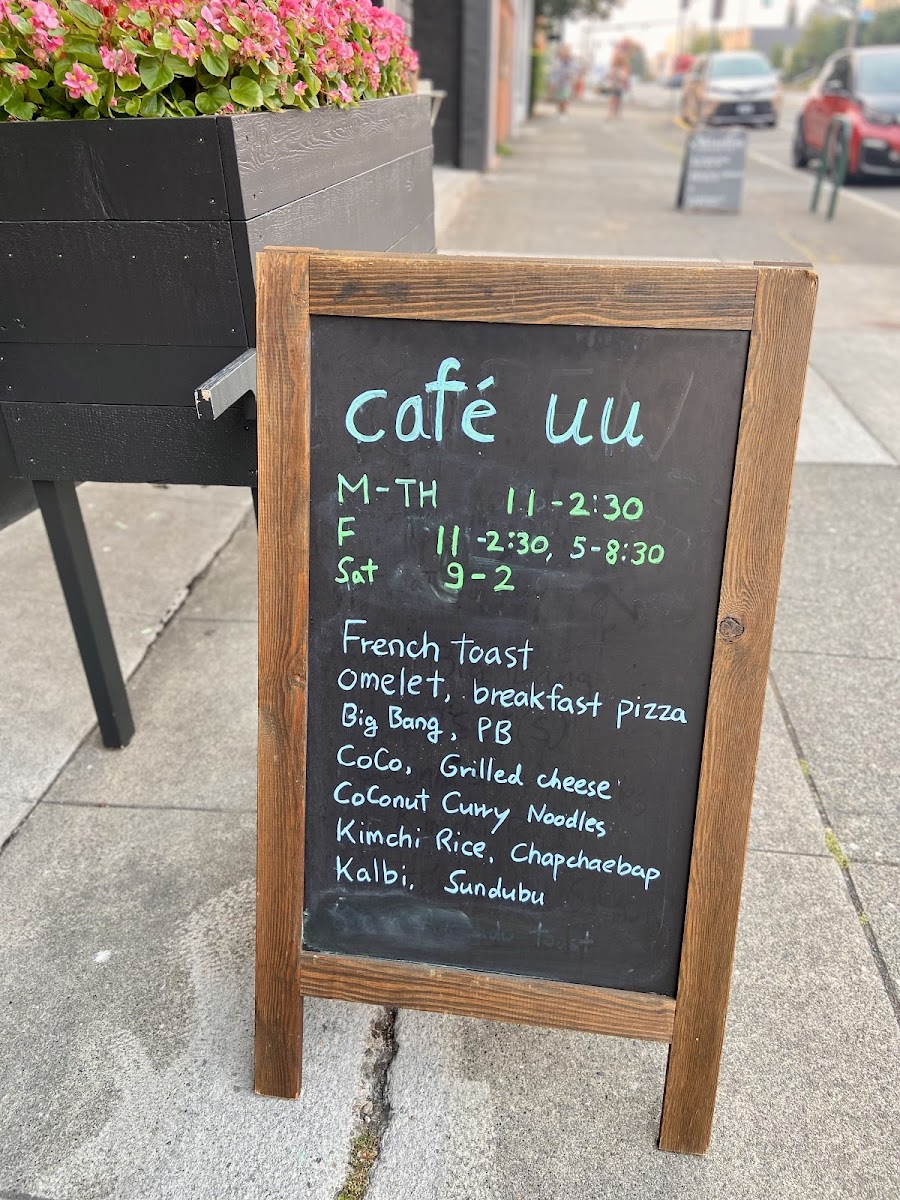 café uu
M-TH 11-2:30
F 11-2:30, 5-8:30
Sat 9-2
French toast
omelet, breakfast pizza
Big Bang, PB
CoCo, Grilled cheese
CoConut Curry Noodles
Kimchi Rice, Chapchaebap
Kalbi, Sundubu
toast